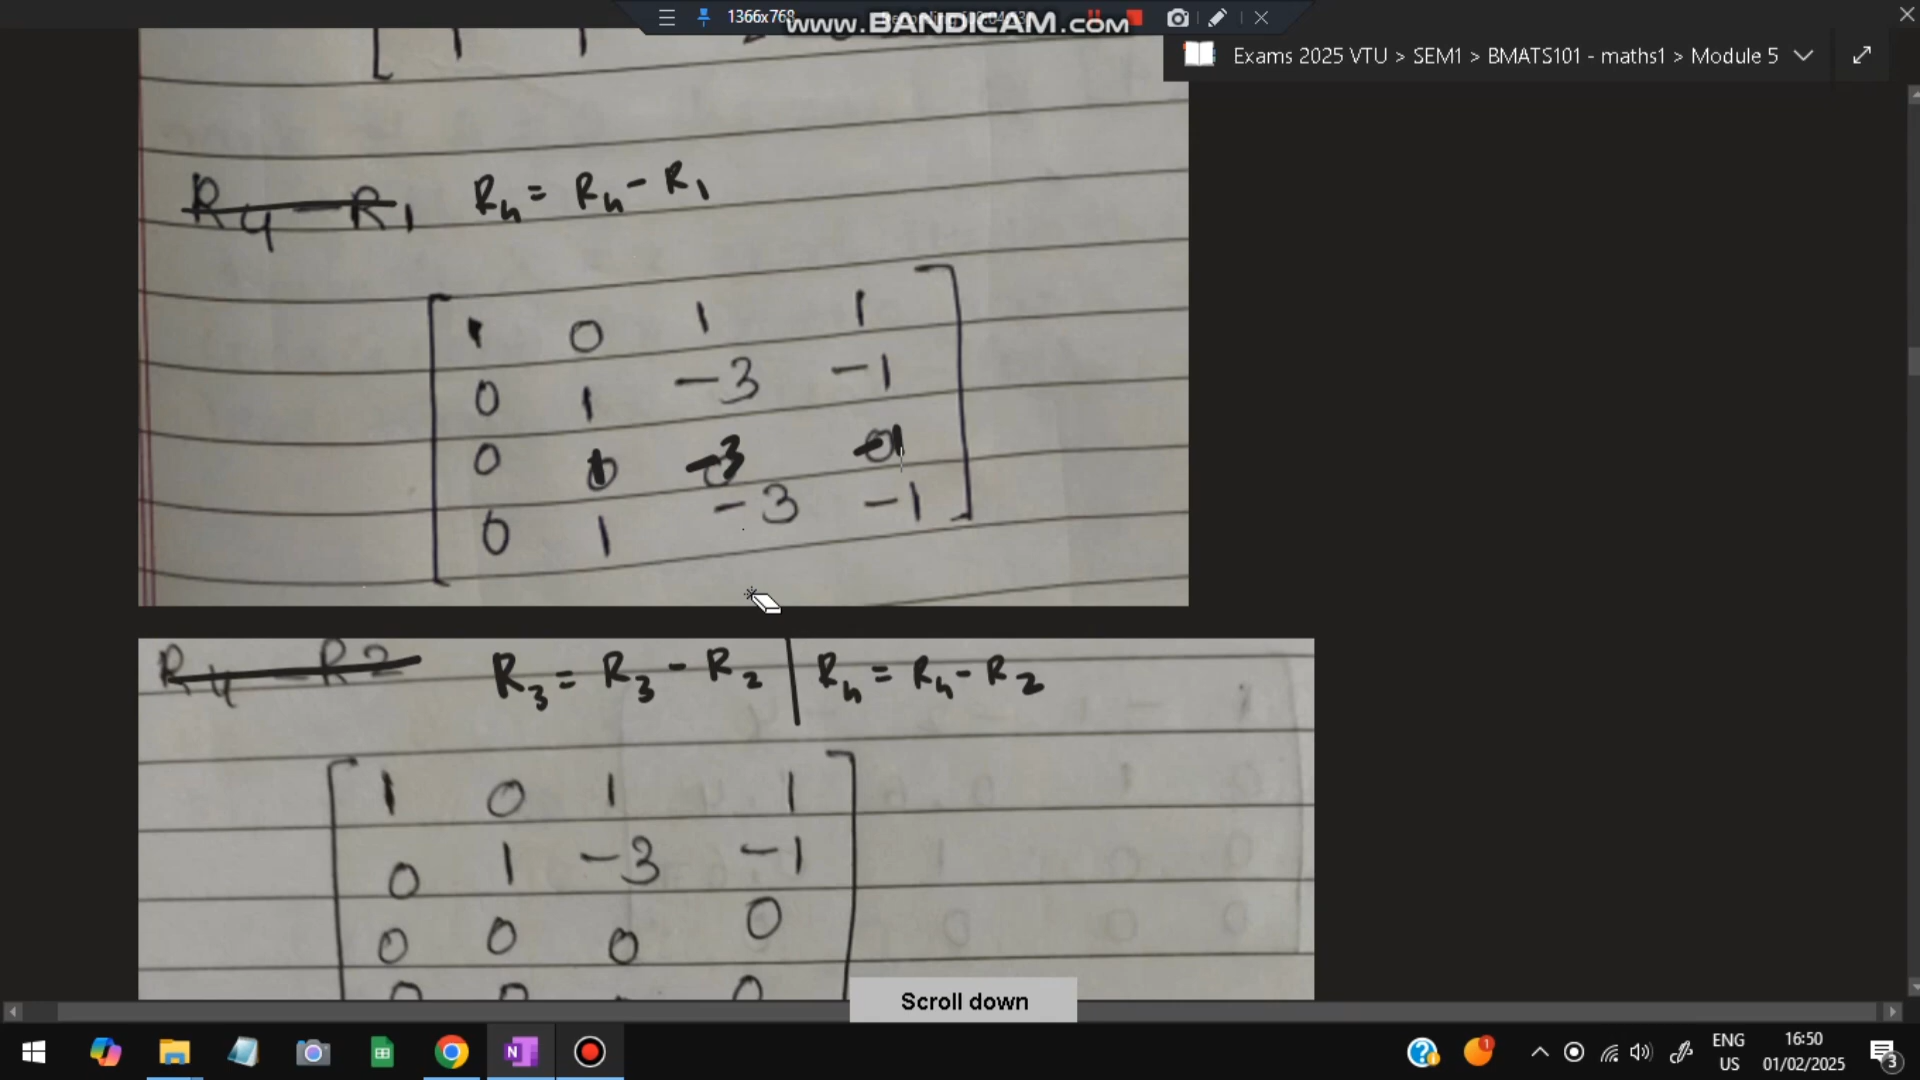 1366x768
www.BANDICAM.com
Exams 2025 VTU > SEM1 > BMATS101 - maths1 > Module 5
R4 - R1 R4 = R4 - R1
1 0 1 1
0 1 -3 -1
0 1 -3 -1
0 1 -3 -1
R4 - R2 R3 = R3 - R2 | R4 = R4 - R2
1 0 1 1
0 1 -3 -1
0 0 0 0
Scroll down
ENG
US
16:50
01/02/2025
3